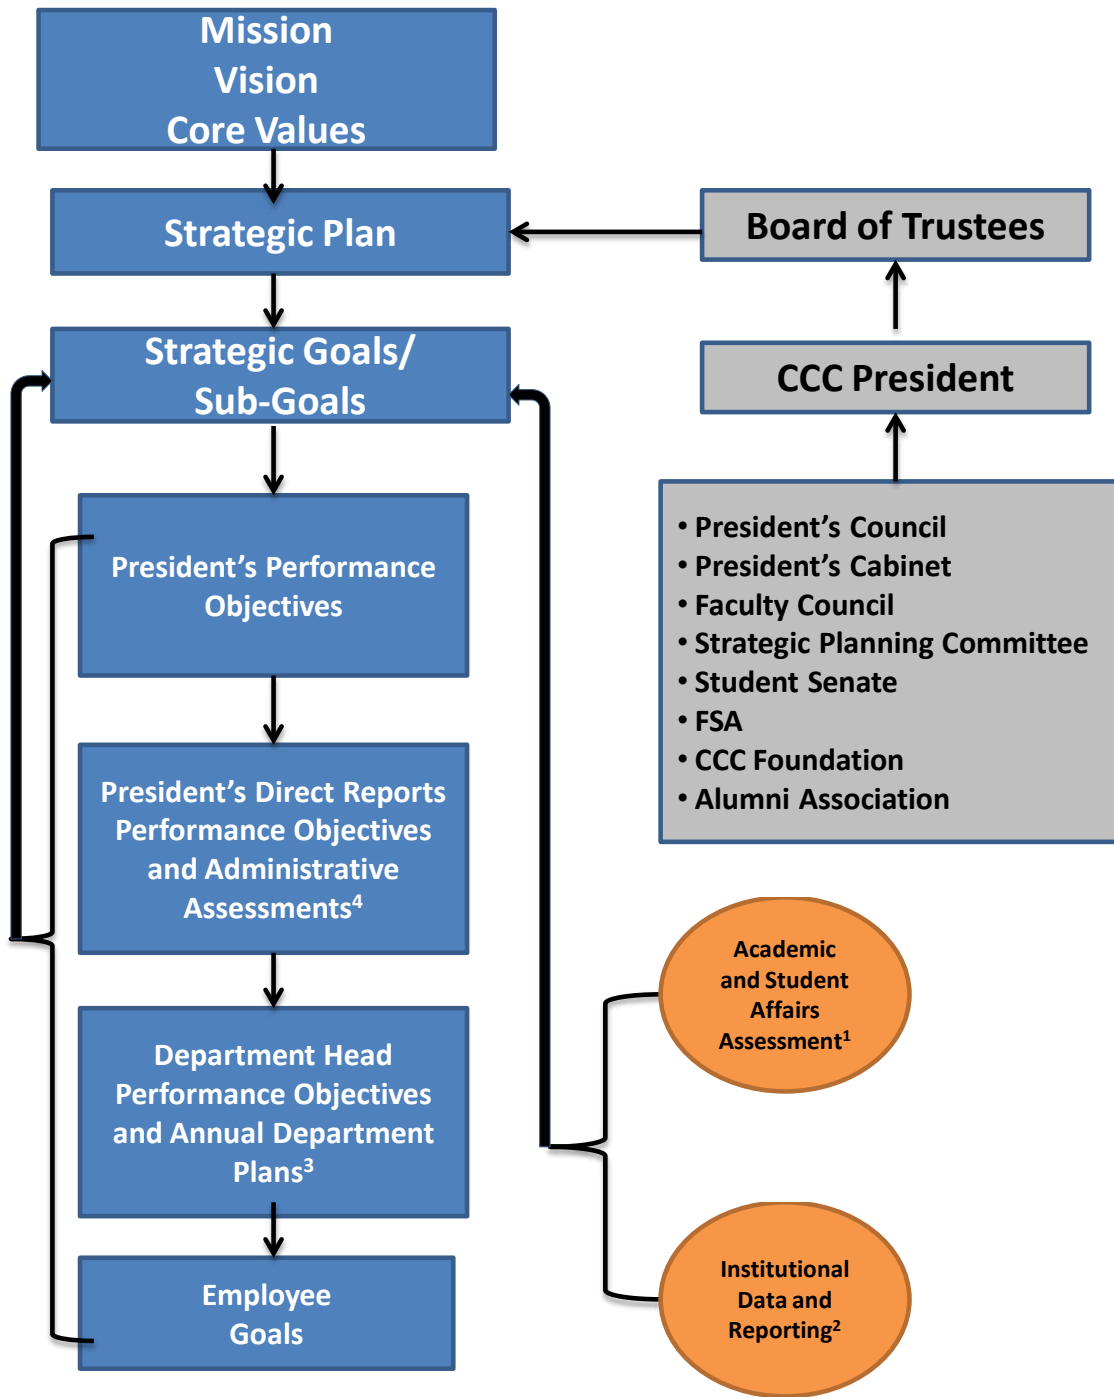 Mission
Vision
Core Values
Strategic Plan
Board of Trustees
Strategic Goals/
Sub-Goals
CCC President
• President’s Council
• President’s Cabinet
• Faculty Council
• Strategic Planning Committee
• Student Senate
• FSA
• CCC Foundation
• Alumni Association
President’s Performance
Objectives
President’s Direct Reports
Performance Objectives
and Administrative
Assessments⁴
Academic
and Student
Affairs
Assessment¹
Department Head
Performance Objectives
and Annual Department
Plans³
Institutional
Data and
Reporting²
Employee
Goals